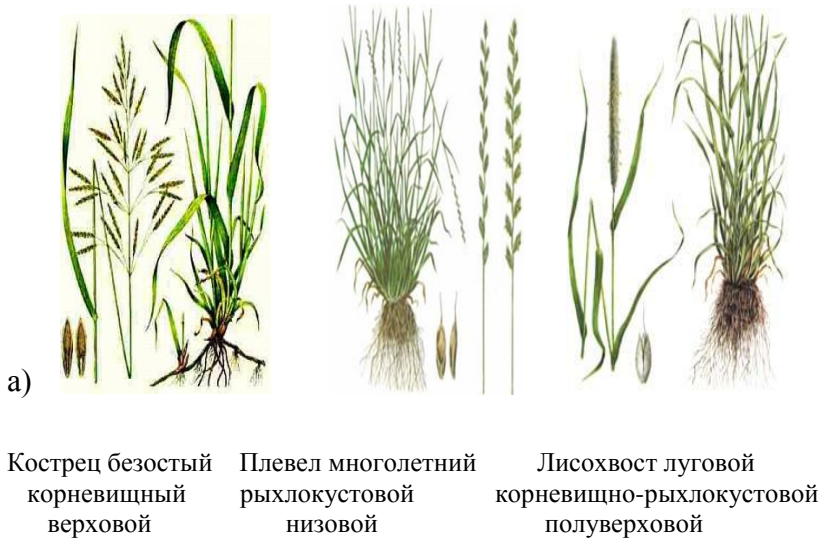 а)
Кострец безостый Плевел многолетний Лисохвост луговой
корневищный рыхлокустовой корневищно-рыхлокустовой
верховой низовой полуверховой